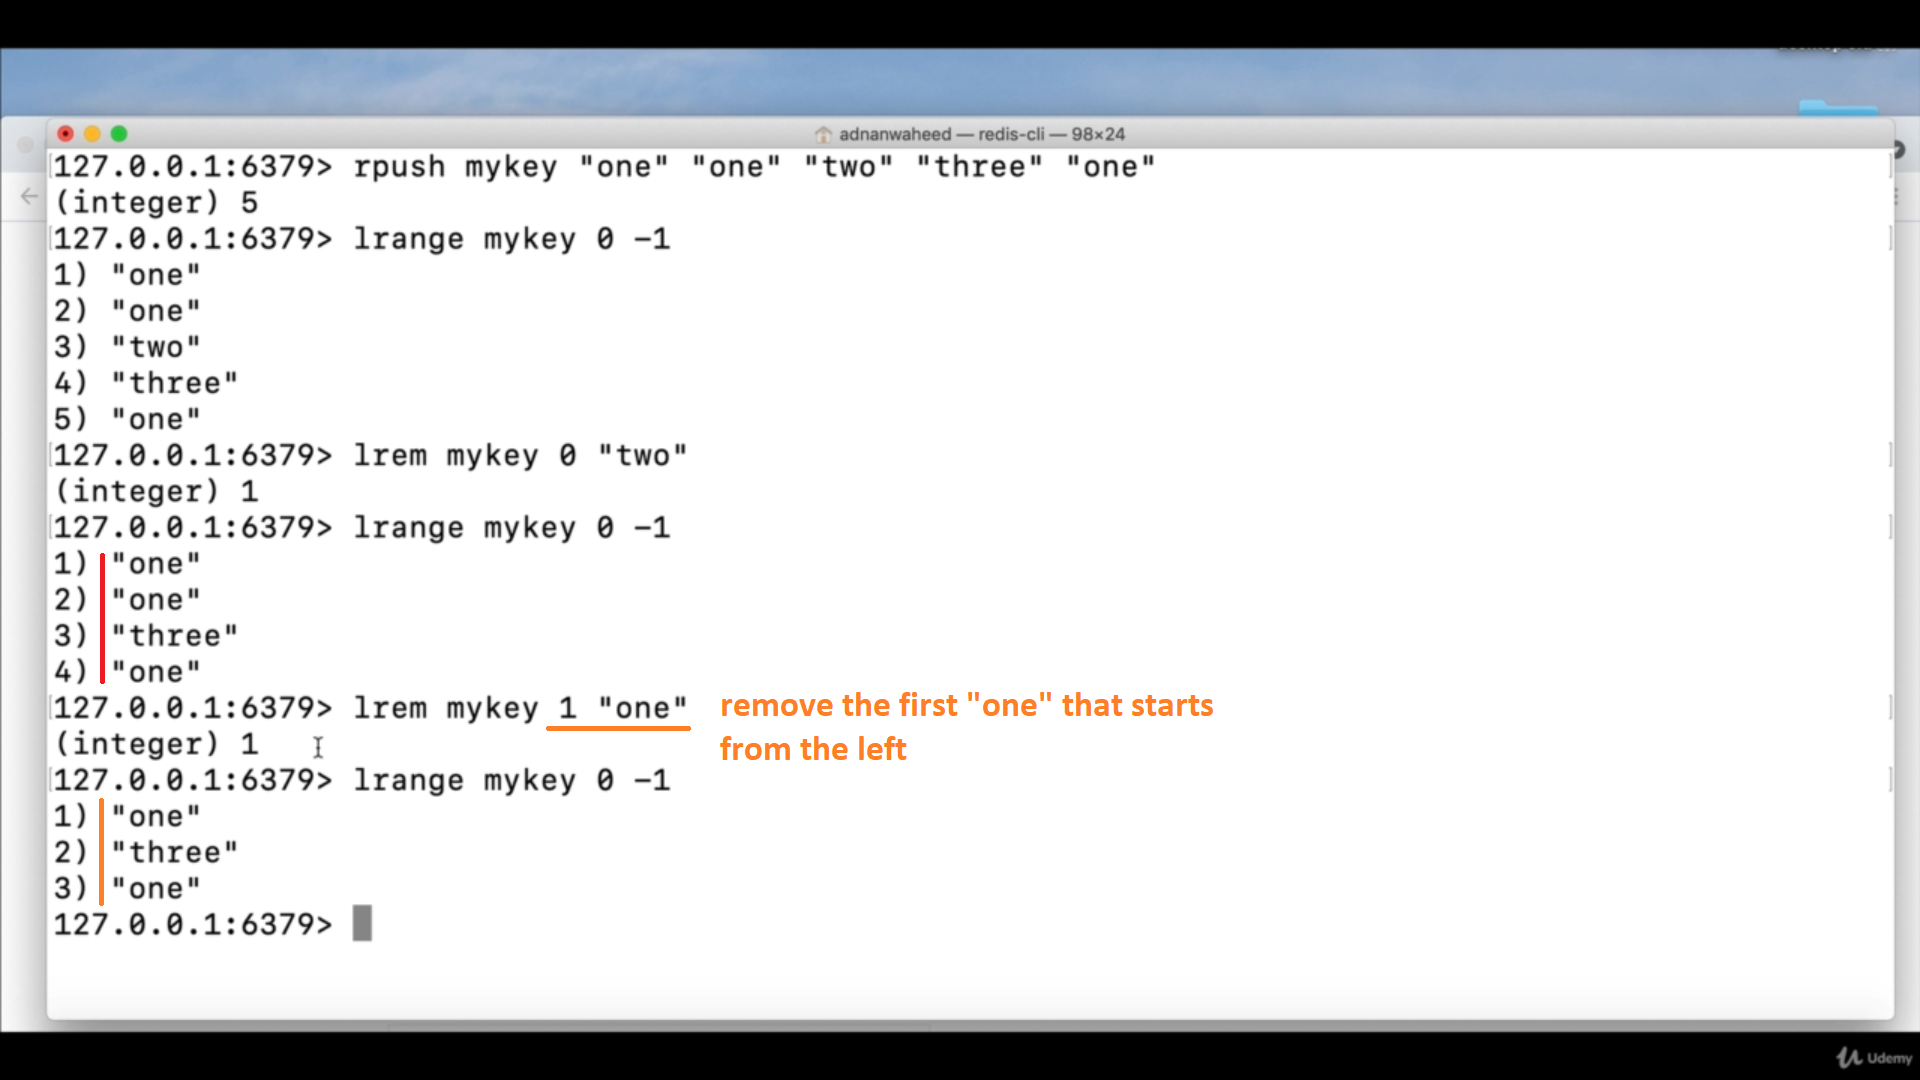 adnanwaheed — redis-cli — 98×24
127.0.0.1:6379> rpush mykey "one" "one" "two" "three" "one"
(integer) 5
127.0.0.1:6379> lrange mykey 0 -1
1) "one"
2) "one"
3) "two"
4) "three"
5) "one"
127.0.0.1:6379> lrem mykey 0 "two"
(integer) 1
127.0.0.1:6379> lrange mykey 0 -1
1) "one"
2) "one"
3) "three"
4) "one"
127.0.0.1:6379> lrem mykey 1 "one"
remove the first "one" that starts
from the left
(integer) 1
127.0.0.1:6379> lrange mykey 0 -1
1) "one"
2) "three"
3) "one"
127.0.0.1:6379>
Udemy